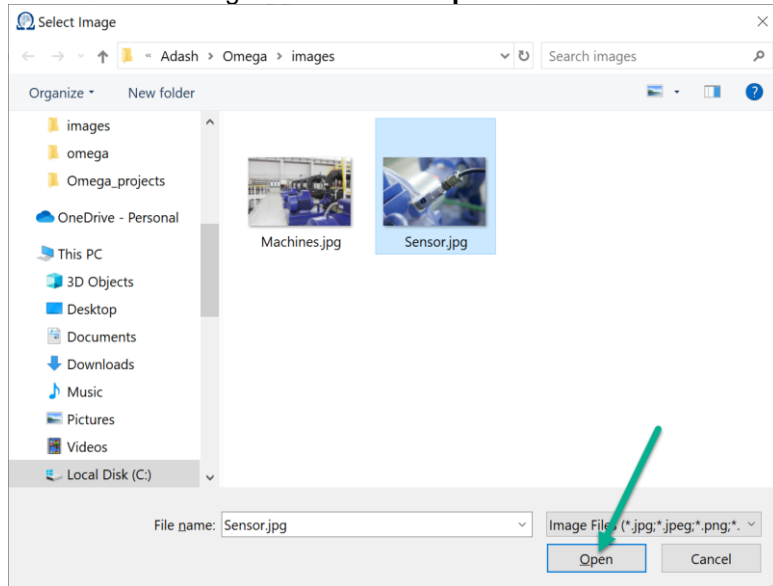 Select Image
« Adash › Omega › images
Search images
Organize
New folder
images
omega
Omega_projects
OneDrive - Personal
This PC
3D Objects
Desktop
Documents
Downloads
Music
Pictures
Videos
Local Disk (C:)
Machines.jpg
Sensor.jpg
File name: Sensor.jpg
Image Files (*.jpg;*.jpeg;*.png;*.
Open
Cancel